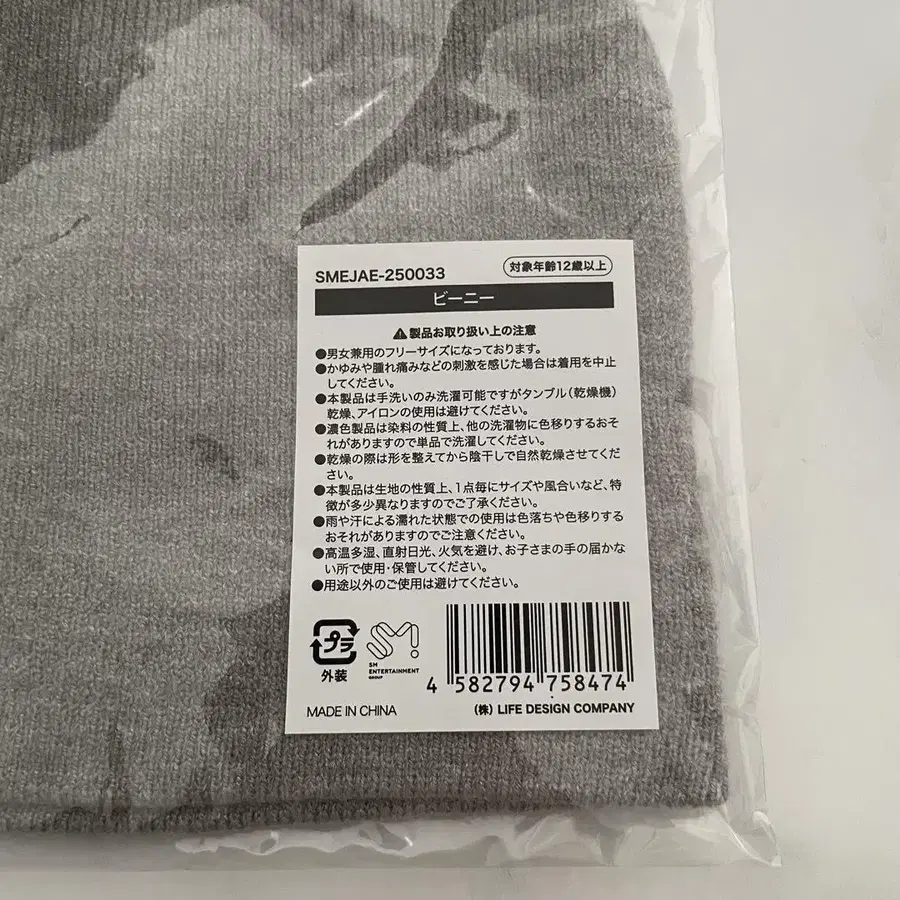 SMEJAE-250033
対象年齢12歳以上
ビーニー
⚠製品お取り扱い上の注意
●男女兼用のフリーサイズになっております。
●かゆみや腫れ痛みなどの刺激を感じた場合は着用を中止
してください。
●本製品は手洗いのみ洗濯可能ですがタンブル(乾燥機)
乾燥、アイロンの使用は避けてください。
●濃色製品は染料の性質上、他の洗濯物に色移りするおそ
れがありますので単品で洗濯してください。
●乾燥の際は形を整えてから陰干しで自然乾燥させてくだ
さい。
●本製品は生地の性質上、1点毎にサイズや風合いなど、特
徴が多少異なりますのでご了承ください。
●雨や汗による濡れた状態での使用は色落ちや色移りする
おそれがありますのでご注意ください。
●高温多湿、直射日光、火気を避け、お子さまの手の届かな
い所で使用・保管してください。
●用途以外のご使用は避けてください。
プラ
外装
SM!
SM
ENTERTAINMENT
GROUP
4 582794 758474
MADE IN CHINA
(株) LIFE DESIGN COMPANY